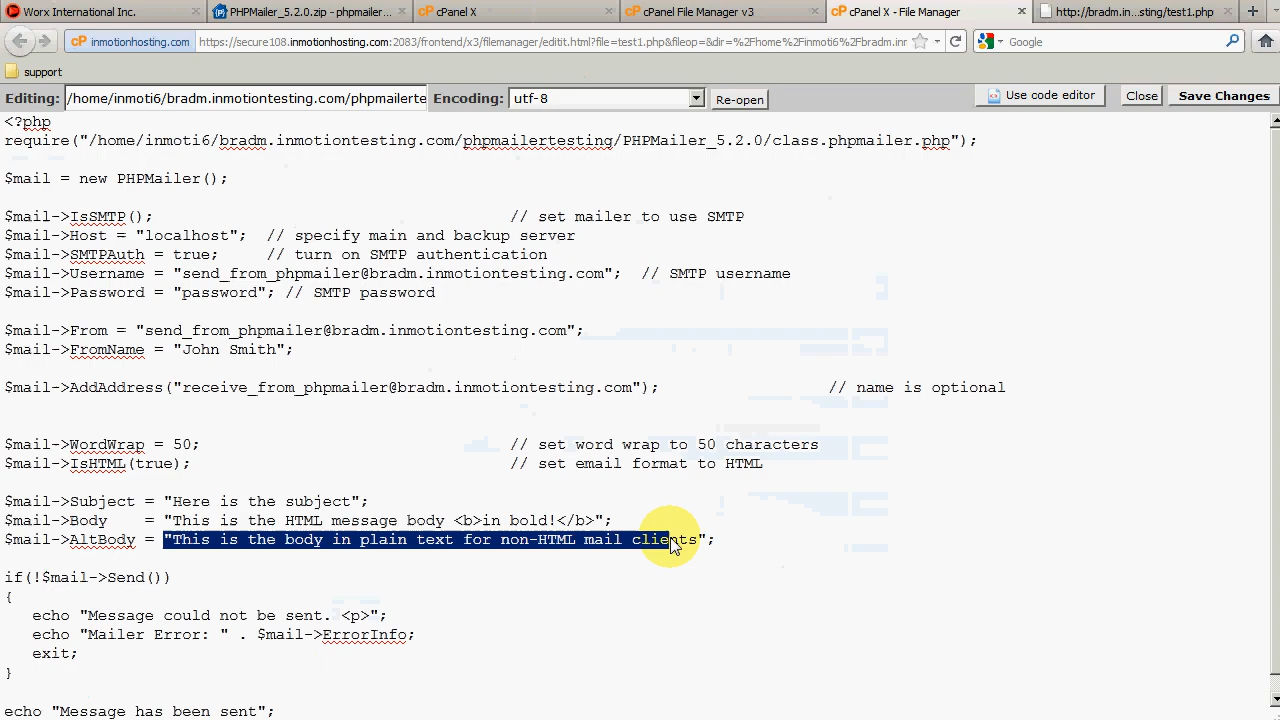 Worx International Inc.
PHPMailer_5.2.0.zip - phpmailer...
cPanel X
cPanel File Manager v3
cPanel X - File Manager
http://bradm.in...sting/test1.php
inmotionhosting.com
https://secure108.inmotionhosting.com:2083/frontend/x3/filemanager/editit.html?file=test1.php&fileop=&dir=%2Fhome%2Finmoti6%2Fbradm.inr
Google
support
Editing: /home/inmoti6/bradm.inmotiontesting.com/phpmailerte Encoding: utf-8 Re-open Use code editor Close Save Changes
<?php
require("/home/inmoti6/bradm.inmotiontesting.com/phpmailertesting/PHPMailer_5.2.0/class.phpmailer.php");
$mail = new PHPMailer();
$mail->IsSMTP(); // set mailer to use SMTP
$mail->Host = "localhost"; // specify main and backup server
$mail->SMTPAuth = true; // turn on SMTP authentication
$mail->Username = "send_from_phpmailer@bradm.inmotiontesting.com"; // SMTP username
$mail->Password = "password"; // SMTP password
$mail->From = "send_from_phpmailer@bradm.inmotiontesting.com";
$mail->FromName = "John Smith";
$mail->AddAddress("receive_from_phpmailer@bradm.inmotiontesting.com"); // name is optional
$mail->WordWrap = 50; // set word wrap to 50 characters
$mail->IsHTML(true); // set email format to HTML
$mail->Subject = "Here is the subject";
$mail->Body = "This is the HTML message body <b>in bold!</b>";
$mail->AltBody = "This is the body in plain text for non-HTML mail clients";
if(!$mail->Send())
{
echo "Message could not be sent. <p>";
echo "Mailer Error: " . $mail->ErrorInfo;
exit;
}
echo "Message has been sent";